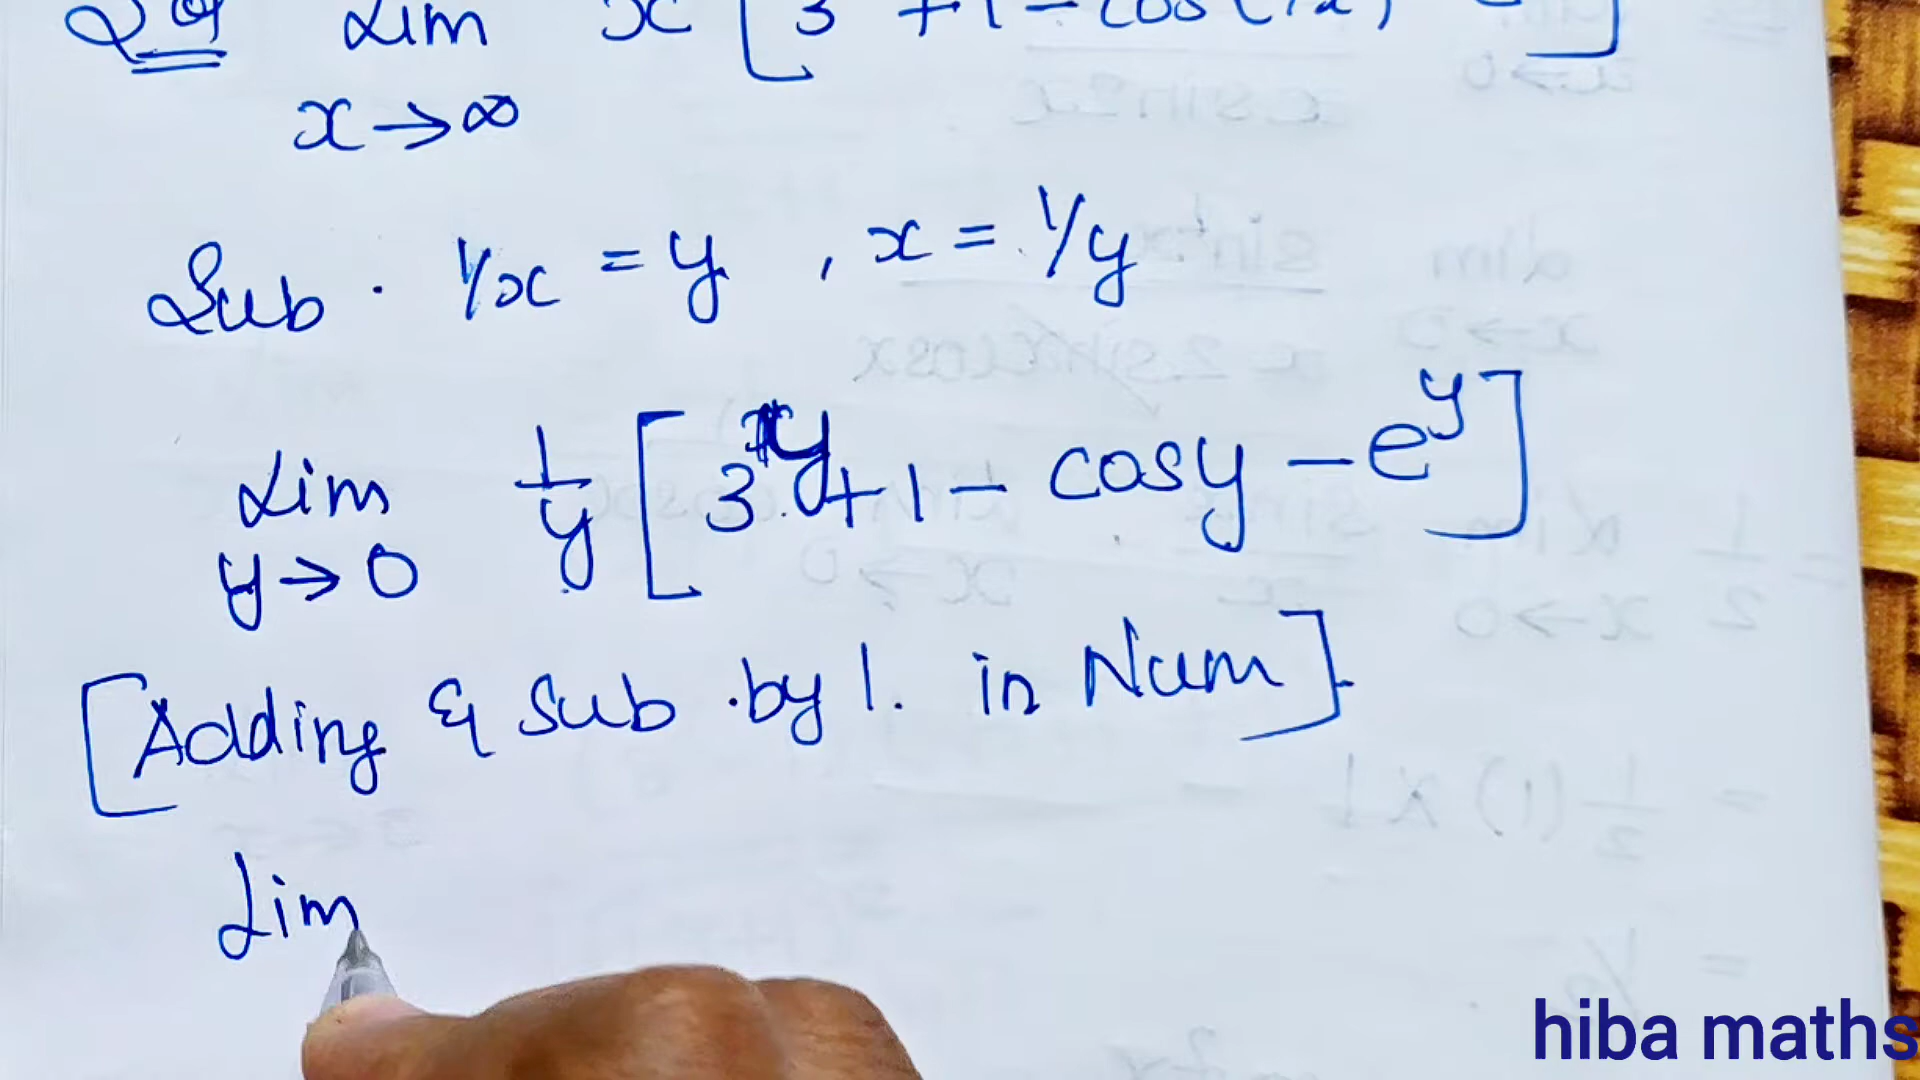 Lim x [3 + 1 - cos(1/x)
x→∞
Sub. 1/x = y , x = 1/y
Lim 1/y [3^y + 1 - cosy - e^y]
y→0
[Adding & Sub. by 1. in Num]
Lim
hiba maths